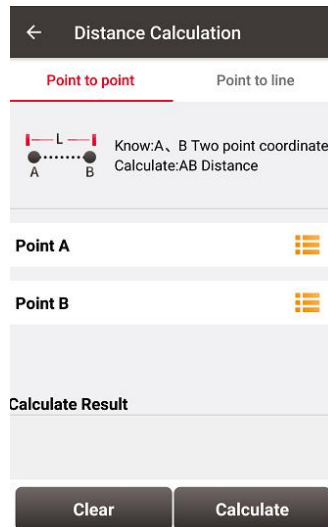 Distance Calculation
Point to point
Point to line
L
A
B
Know:A、B Two point coordinate
Calculate:AB Distance
Point A
Point B
Calculate Result
Clear
Calculate